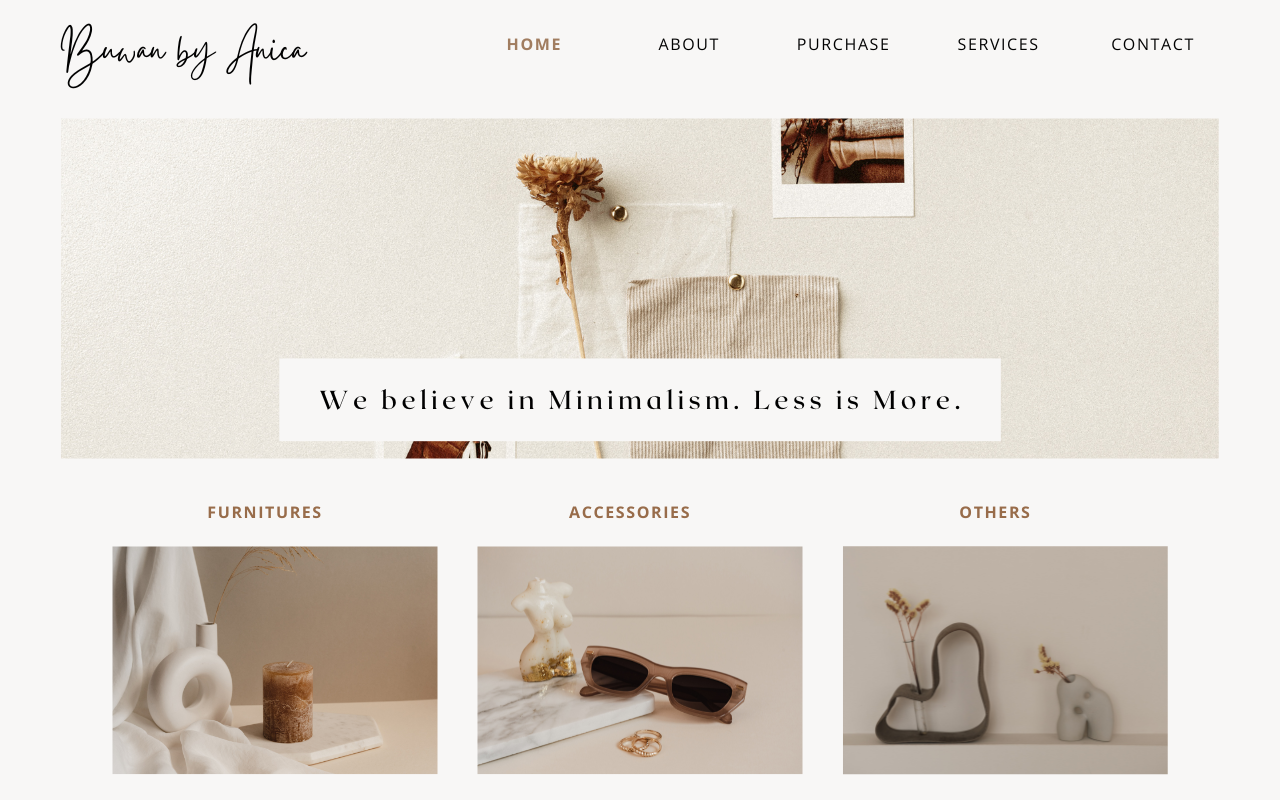 Buwan by Anica
HOME ABOUT PURCHASE SERVICES CONTACT
We believe in Minimalism. Less is More.
FURNITURES ACCESSORIES OTHERS